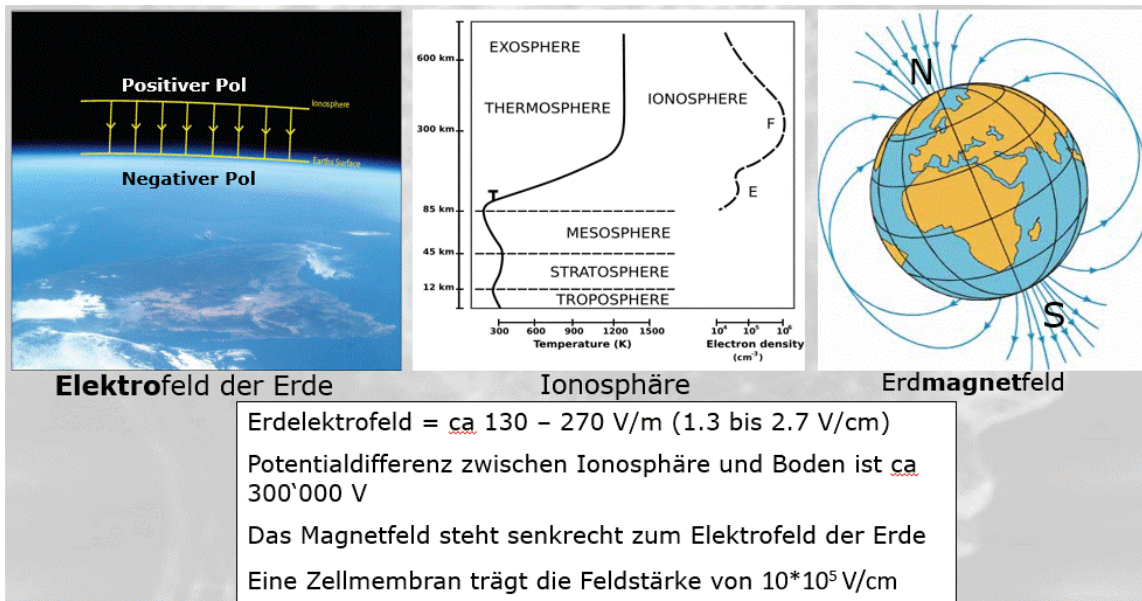 Positiver Pol
Ionosphere
Earths Surface
Negativer Pol
EXOSPHERE
600 km
THERMOSPHERE
IONOSPHERE
300 km
F
E
T
85 km
MESOSPHERE
45 km
STRATOSPHERE
12 km
TROPOSPHERE
300 600 900 1200 1500
Temperature (K)
10⁴ 10⁵ 10⁶
Electron density
(cm⁻³)
N
S
Elektrofeld der Erde
Ionosphäre
Erdmagnetfeld
Erdelektrofeld = ca 130 – 270 V/m (1.3 bis 2.7 V/cm)
Potentialdifferenz zwischen Ionosphäre und Boden ist ca
300‘000 V
Das Magnetfeld steht senkrecht zum Elektrofeld der Erde
Eine Zellmembran trägt die Feldstärke von 10*10⁵ V/cm